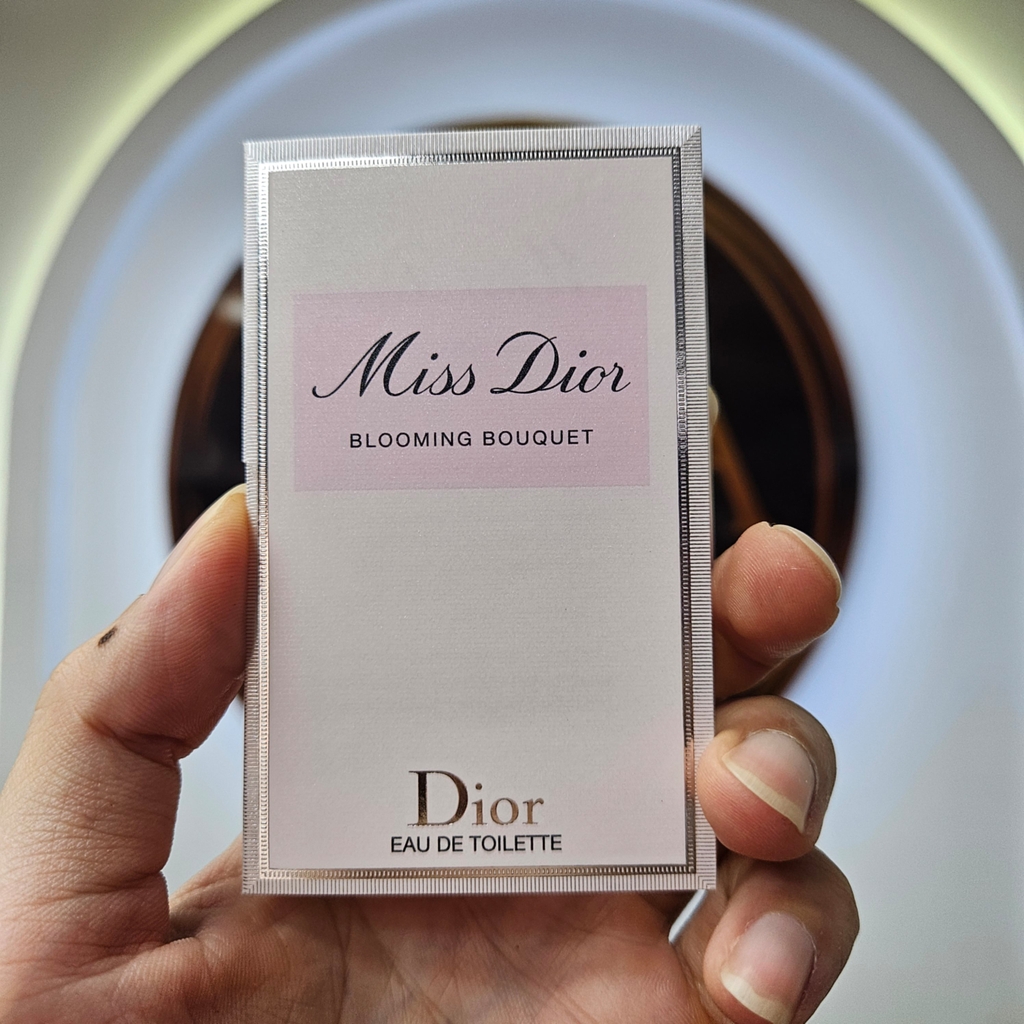 Miss Dior
BLOOMING BOUQUET
Dior
EAU DE TOILETTE